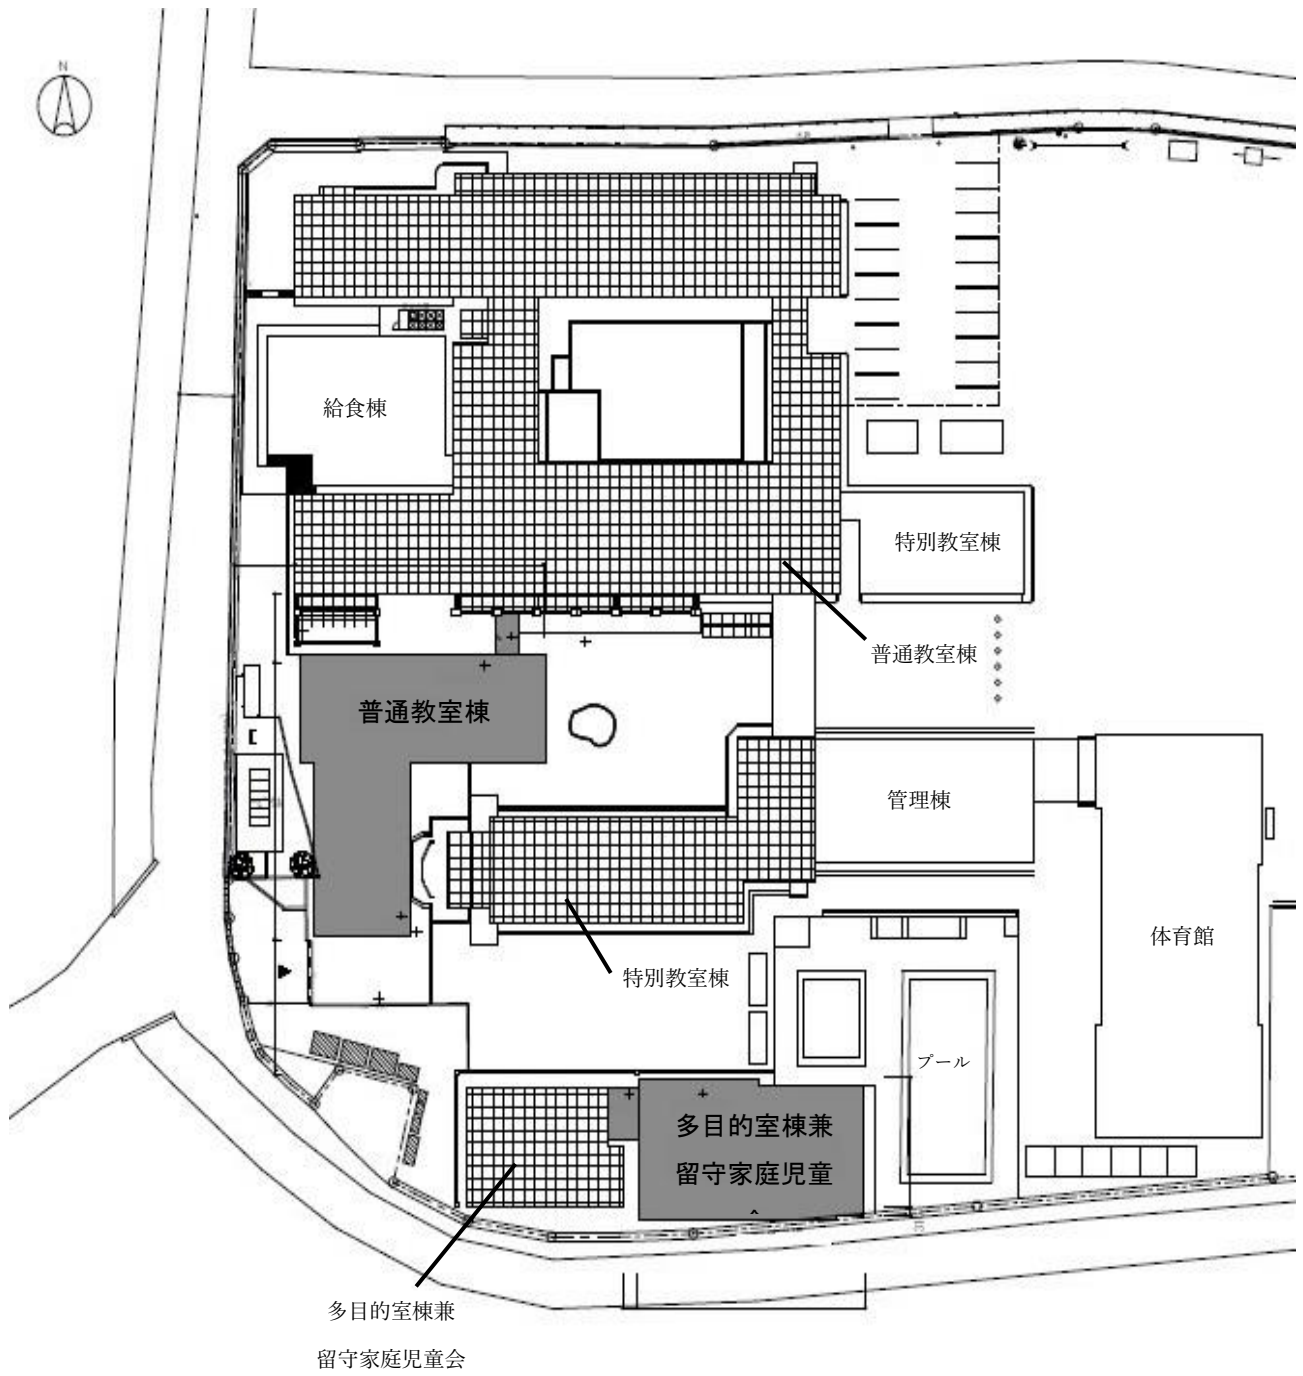 N
給食棟
特別教室棟
普通教室棟
普通教室棟
管理棟
体育館
特別教室棟
プール
多目的室棟兼
留守家庭児童
多目的室棟兼
留守家庭児童会